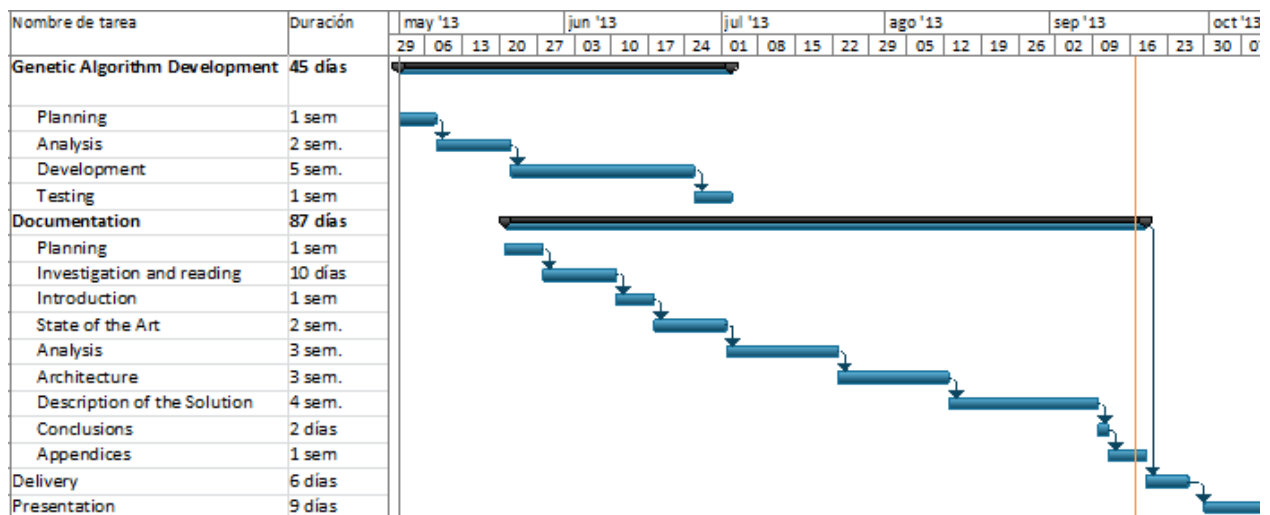 Nombre de tarea Duración may '13 jun '13 jul '13 ago '13 sep '13 oct '13
29 06 13 20 27 03 10 17 24 01 08 15 22 29 05 12 19 26 02 09 16 23 30
Genetic Algorithm Development 45 días
Planning 1 sem
Analysis 2 sem.
Development 5 sem.
Testing 1 sem
Documentation 87 días
Planning 1 sem
Investigation and reading 10 días
Introduction 1 sem
State of the Art 2 sem.
Analysis 3 sem.
Architecture 3 sem.
Description of the Solution 4 sem.
Conclusions 2 días
Appendices 1 sem
Delivery 6 días
Presentation 9 días